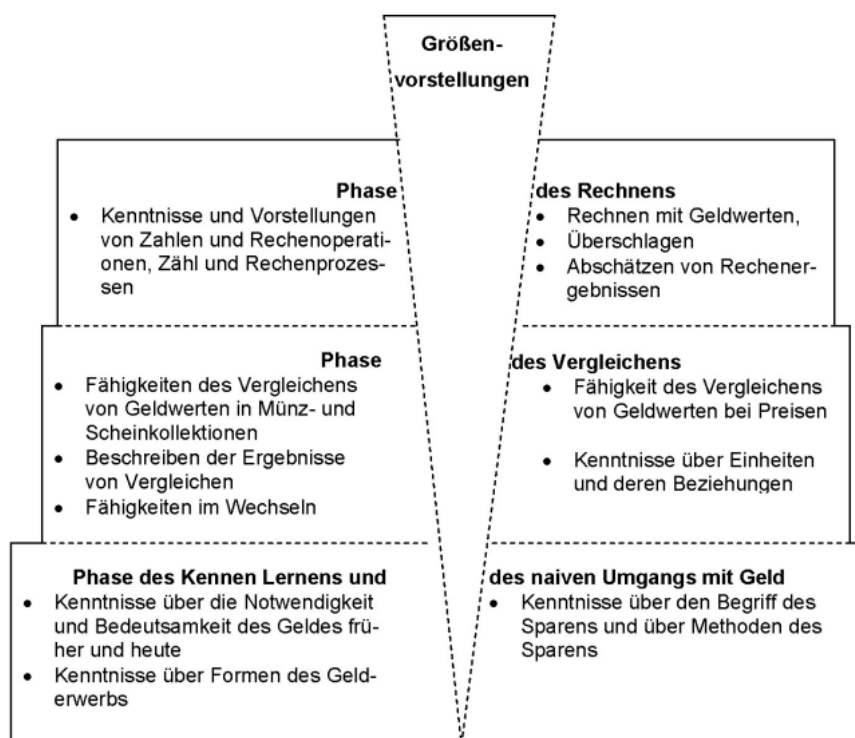 Größen-
vorstellungen
Phase des Rechnens
• Kenntnisse und Vorstellungen
von Zahlen und Rechenoperati-
onen, Zähl und Rechenprozes-
sen
• Rechnen mit Geldwerten,
• Überschlagen
• Abschätzen von Rechener-
gebnissen
Phase des Vergleichens
• Fähigkeiten des Vergleichens
von Geldwerten in Münz- und
Scheinkollektionen
• Beschreiben der Ergebnisse
von Vergleichen
• Fähigkeiten im Wechseln
• Fähigkeit des Vergleichens
von Geldwerten bei Preisen
• Kenntnisse über Einheiten
und deren Beziehungen
Phase des Kennen Lernens und des naiven Umgangs mit Geld
• Kenntnisse über die Notwendigkeit
und Bedeutsamkeit des Geldes frü-
her und heute
• Kenntnisse über Formen des Geld-
erwerbs
• Kenntnisse über den Begriff des
Sparens und über Methoden des
Sparens